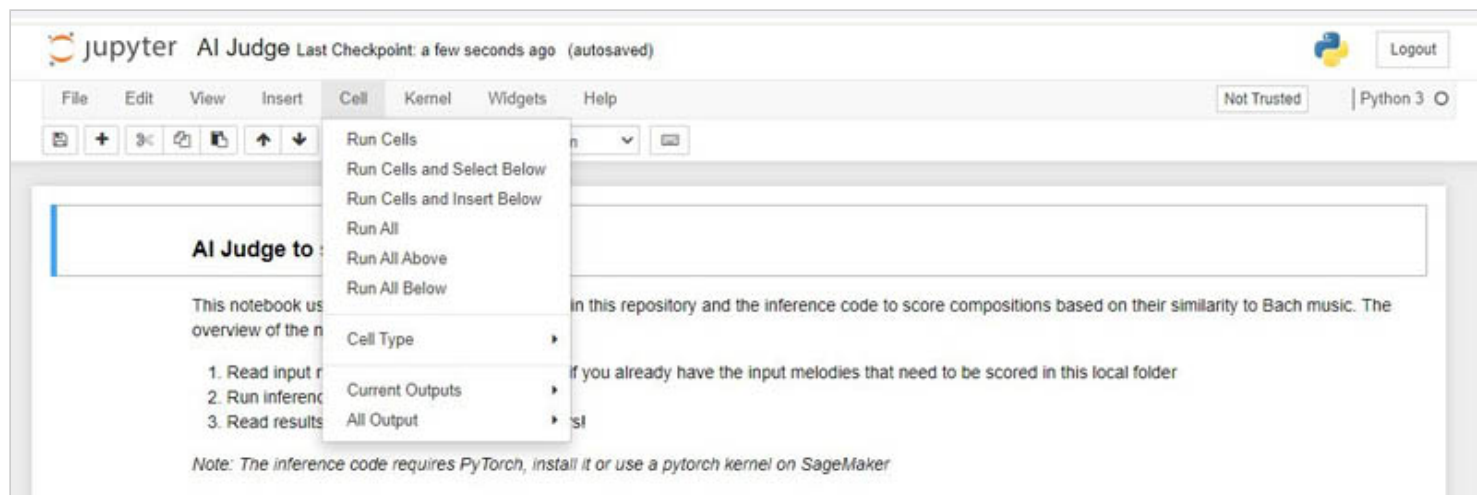 jupyter AI Judge Last Checkpoint: a few seconds ago (autosaved)
Logout
File Edit View Insert Cell Kernel Widgets Help
Not Trusted
Python 3
Run Cells
Run Cells and Select Below
Run Cells and Insert Below
Run All
Run All Above
Run All Below
Cell Type
Current Outputs
All Output
AI Judge to
This notebook in this repository and the inference code to score compositions based on their similarity to Bach music. The
overview of the
1. Read input if you already have the input melodies that need to be scored in this local folder
2. Run
3. Read results
Note: The inference code requires PyTorch, install it or use a pytorch kernel on SageMaker